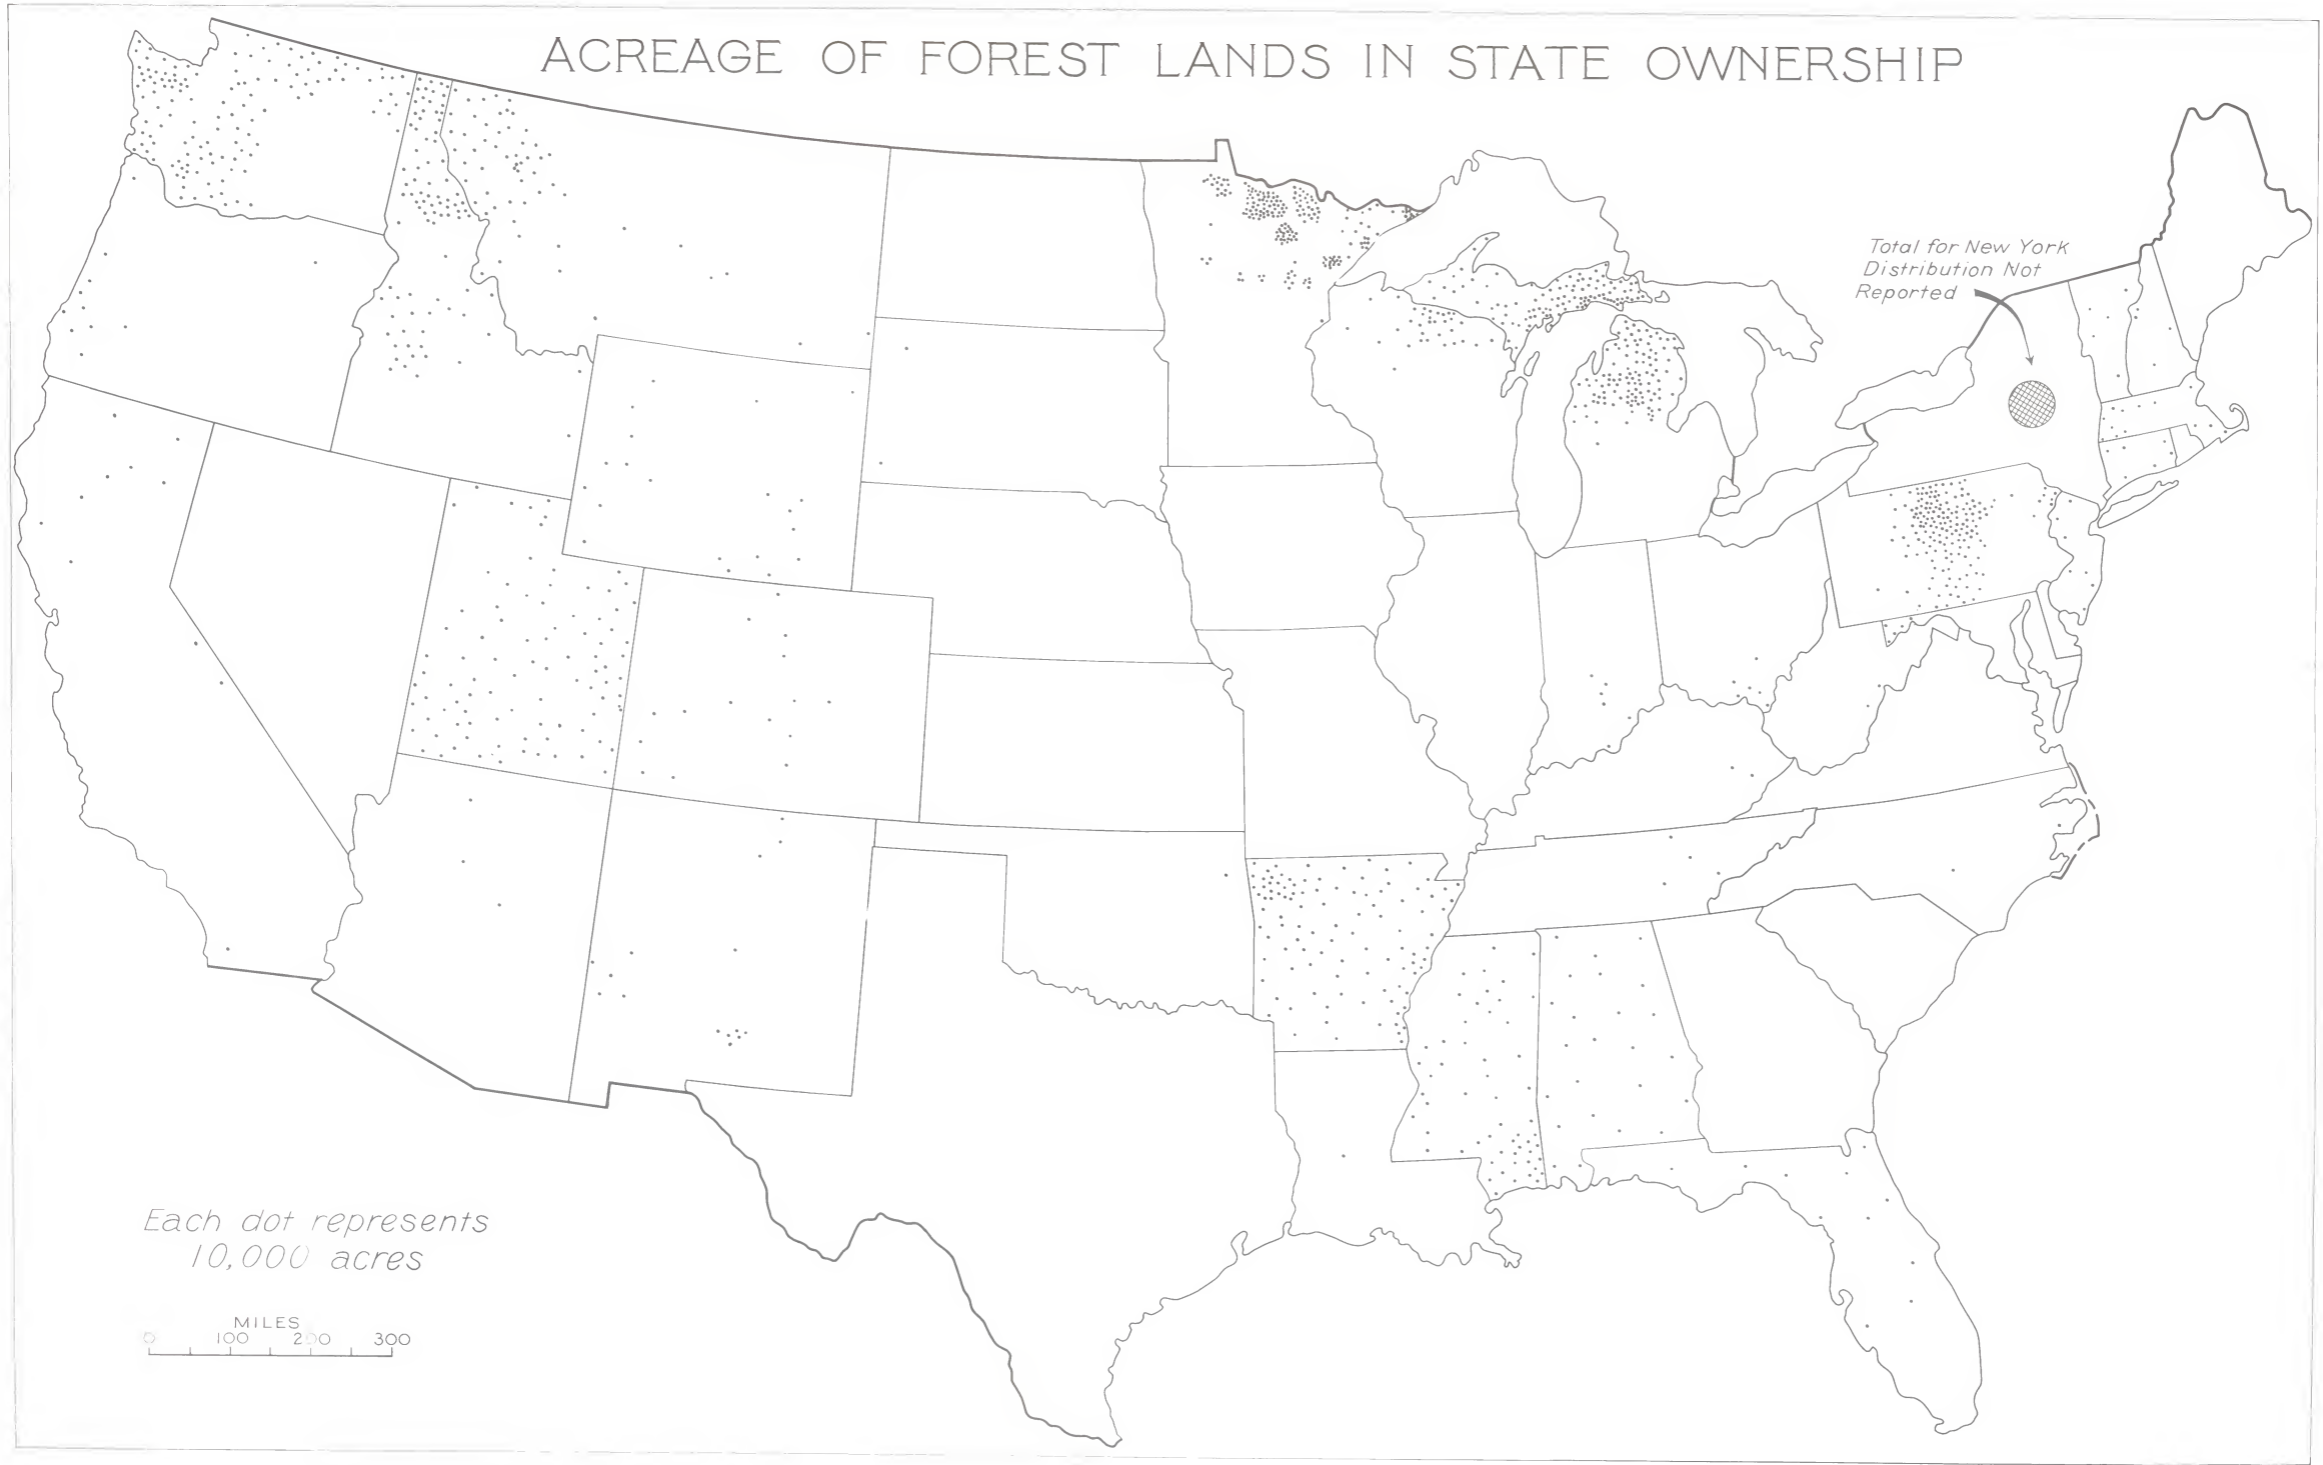 ACREAGE OF FOREST LANDS IN STATE OWNERSHIP
Total for New York
Distribution Not
Reported
Each dot represents
10,000 acres
MILES
0 100 200 300